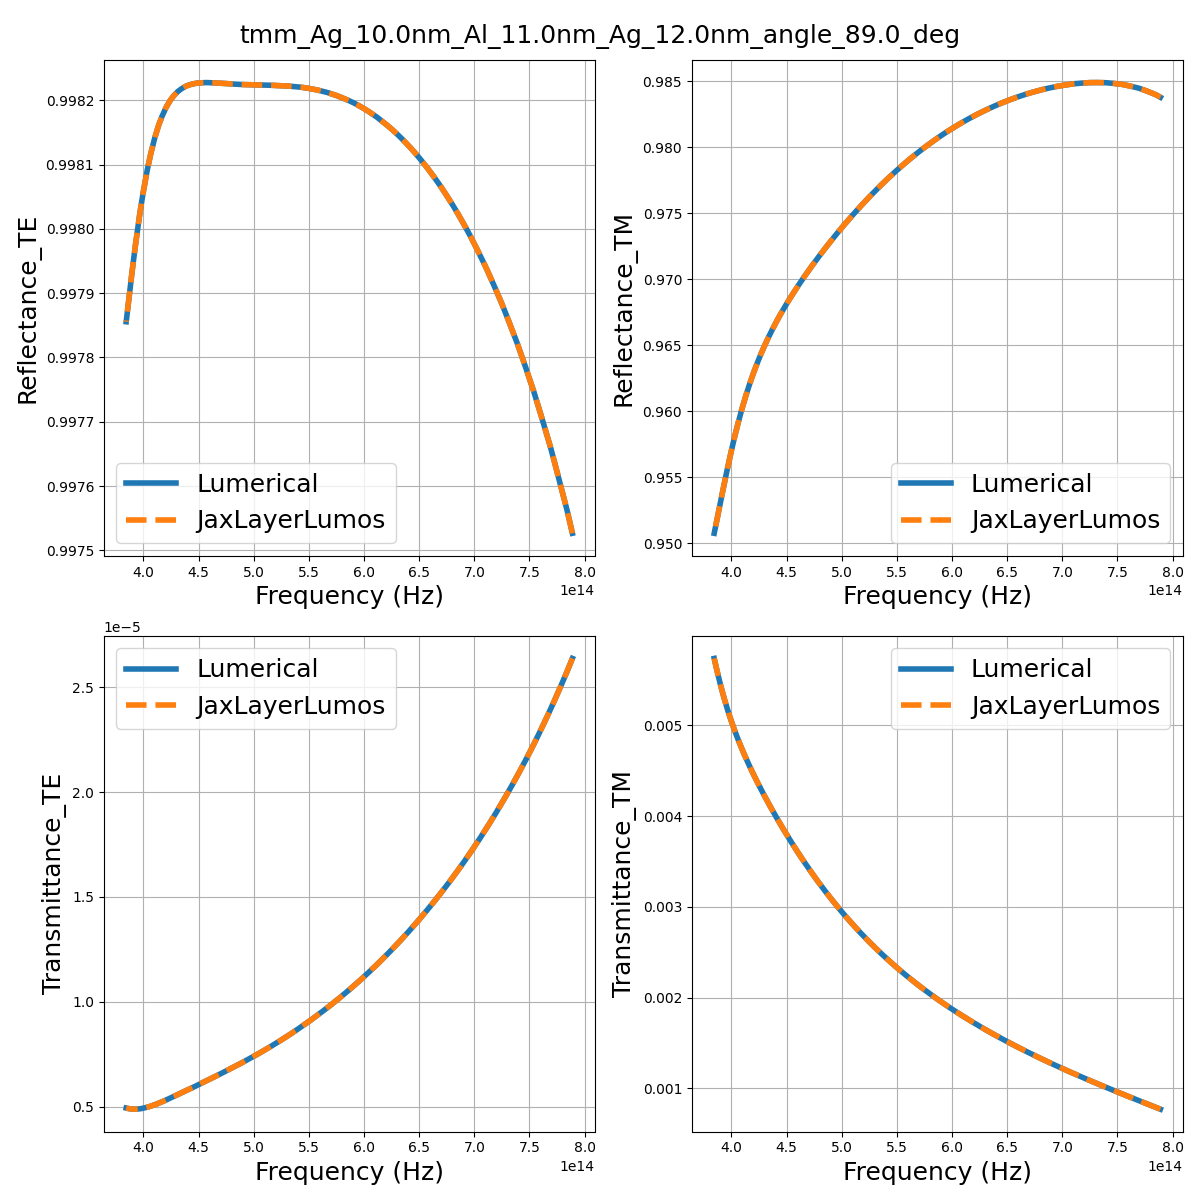 tmm_Ag_10.0nm_Al_11.0nm_Ag_12.0nm_angle_89.0_deg
Reflectance_TE
0.9982
0.9981
0.9980
0.9979
0.9978
0.9977
0.9976
0.9975
Lumerical
JaxLayerLumos
4.0 4.5 5.0 5.5 6.0 6.5 7.0 7.5 8.0
1e14
Frequency (Hz)
Reflectance_TM
0.985
0.980
0.975
0.970
0.965
0.960
0.955
0.950
Lumerical
JaxLayerLumos
4.0 4.5 5.0 5.5 6.0 6.5 7.0 7.5 8.0
1e14
Frequency (Hz)
1e−5
Transmittance_TE
2.5
2.0
1.5
1.0
0.5
Lumerical
JaxLayerLumos
4.0 4.5 5.0 5.5 6.0 6.5 7.0 7.5 8.0
1e14
Frequency (Hz)
Transmittance_TM
0.005
0.004
0.003
0.002
0.001
Lumerical
JaxLayerLumos
4.0 4.5 5.0 5.5 6.0 6.5 7.0 7.5 8.0
1e14
Frequency (Hz)